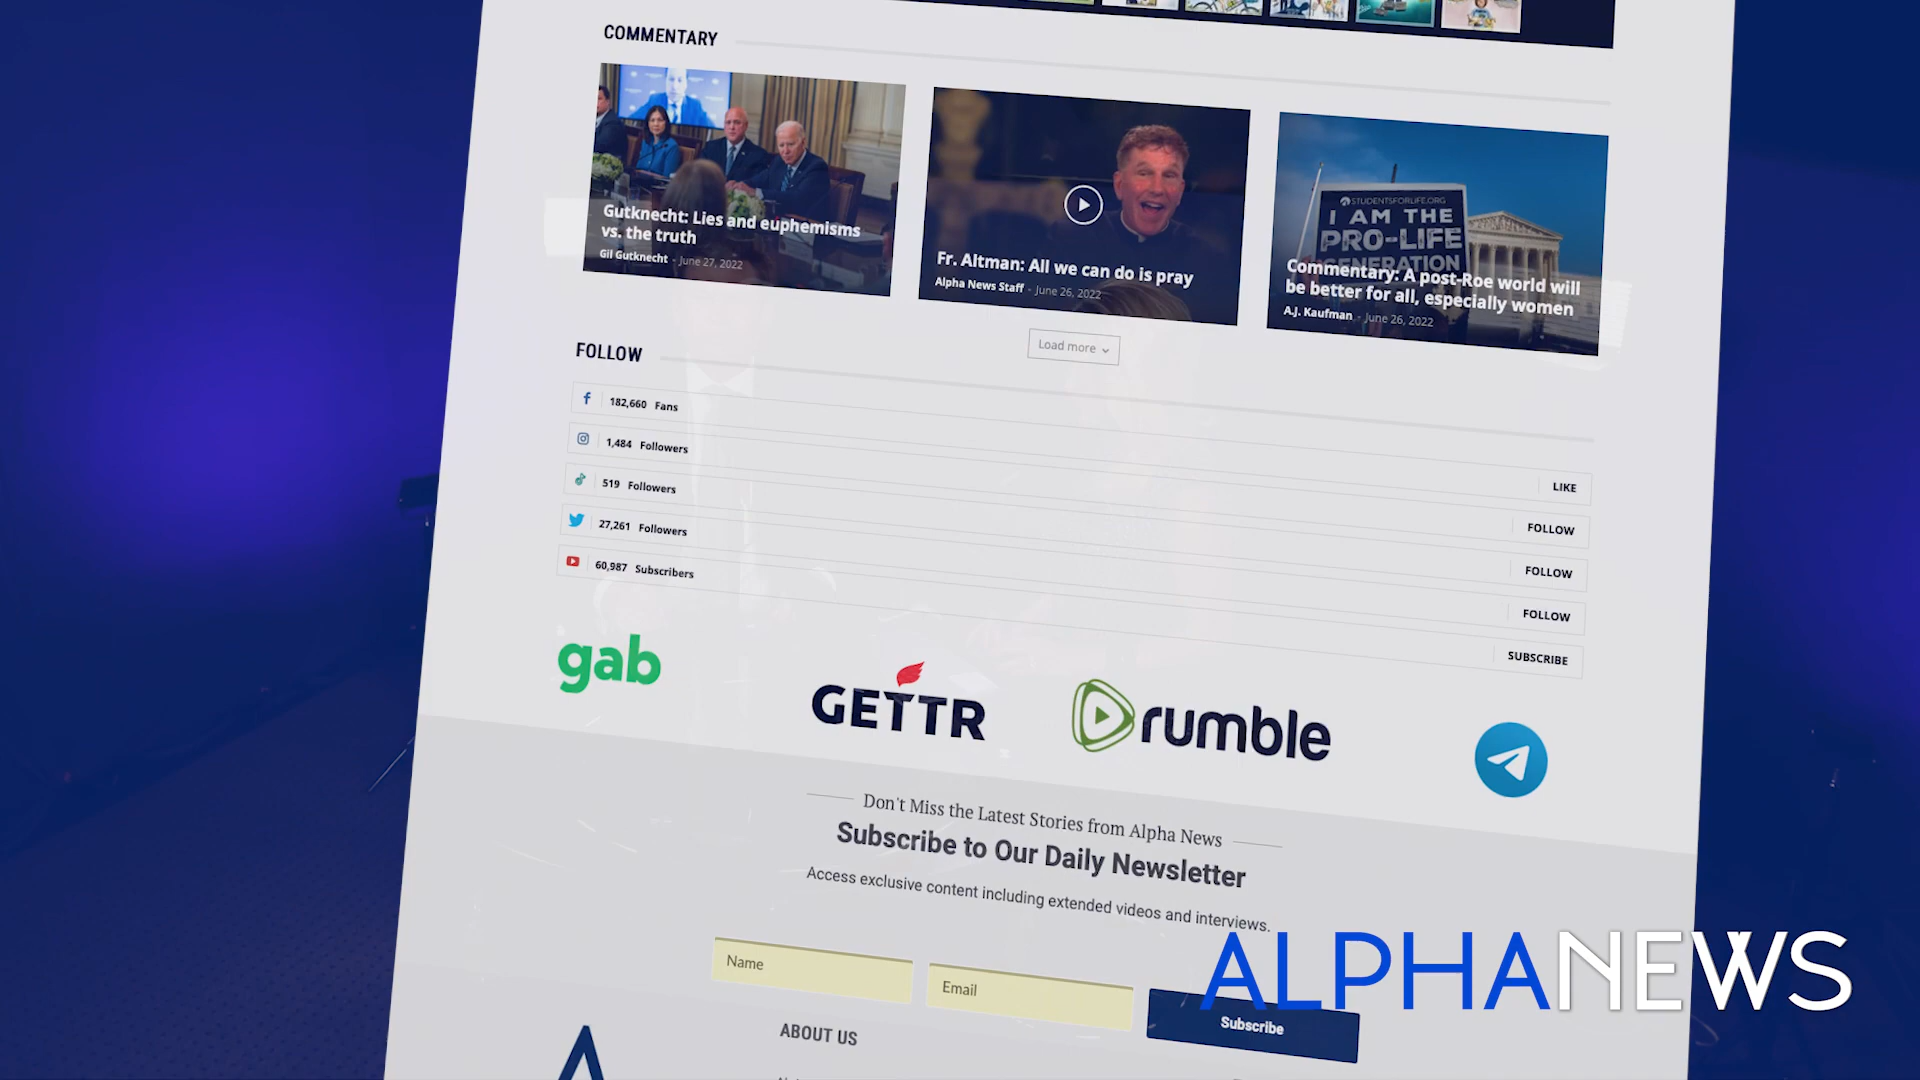 COMMENTARY
Gutknecht: Lies and euphemisms
vs. the truth
Gil Gutknecht - June 27, 2022
Fr. Altman: All we can do is pray
Alpha News Staff - June 26, 2022
STUDENTSFORLIFE.ORG
I AM THE
PRO-LIFE
GENERATION
Commentary: A post-Roe world will
be better for all, especially women
A.J. Kaufman - June 26, 2022
Load more
FOLLOW
182,660 Fans
LIKE
1,484 Followers
FOLLOW
519 Followers
FOLLOW
27,261 Followers
FOLLOW
60,987 Subscribers
SUBSCRIBE
gab
GETTR
rumble
Don't Miss the Latest Stories from Alpha News
Subscribe to Our Daily Newsletter
Access exclusive content including extended videos and interviews.
Name
Email
Subscribe
ABOUT US
ALPHANEWS